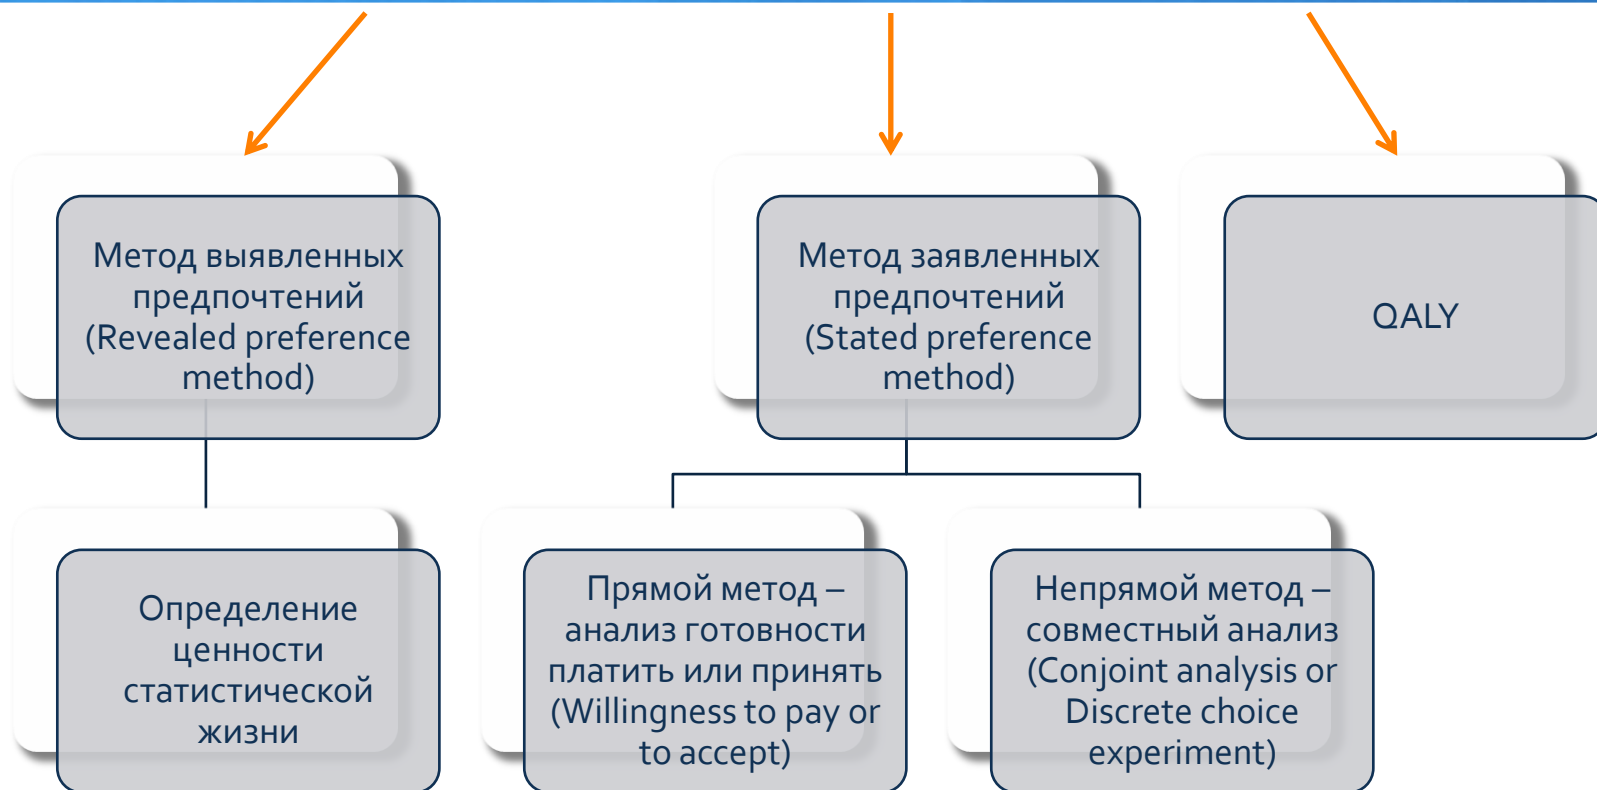 Метод выявленных
предпочтений
(Revealed preference
method)
Метод заявленных
предпочтений
(Stated preference
method)
QALY
Определение
ценности
статистической
жизни
Прямой метод –
анализ готовности
платить или принять
(Willingness to pay or
to accept)
Непрямой метод –
совместный анализ
(Conjoint analysis or
Discrete choice
experiment)